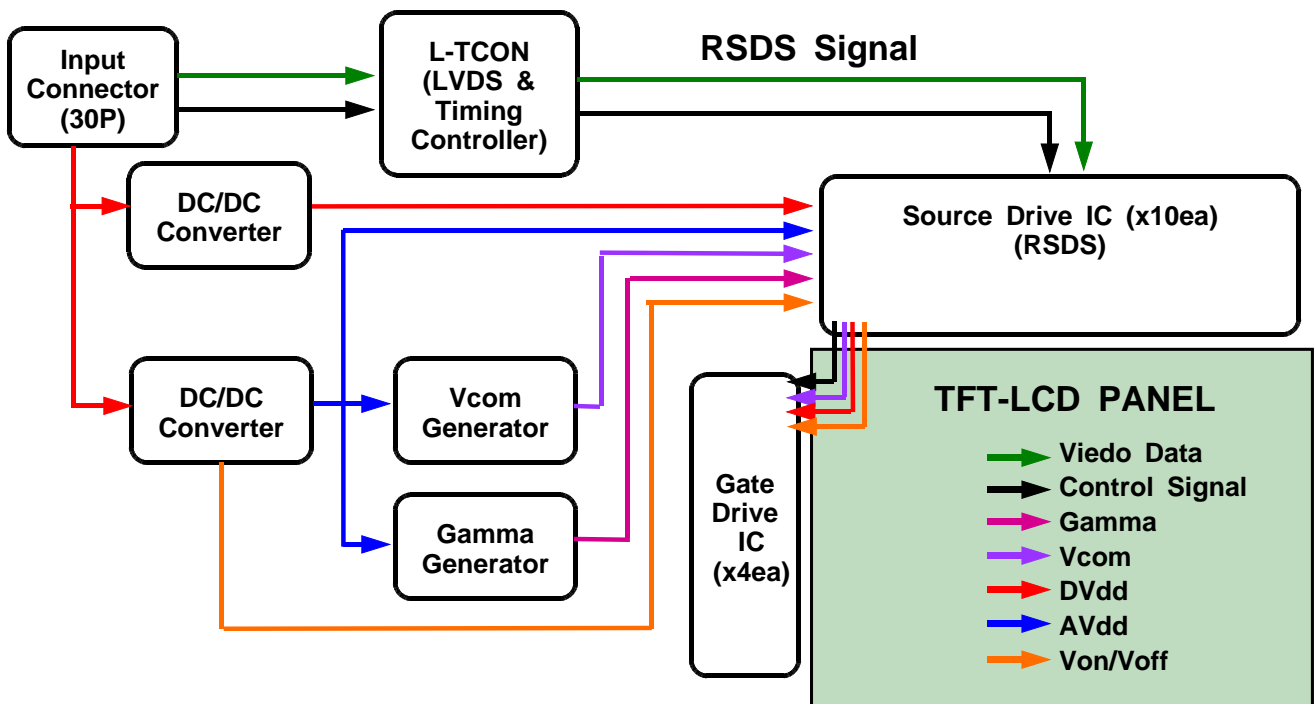 Input
Connector
(30P)
L-TCON
(LVDS &
Timing
Controller)
RSDS Signal
DC/DC
Converter
Source Drive IC (x10ea)
(RSDS)
DC/DC
Converter
Vcom
Generator
Gamma
Generator
Gate
Drive
IC
(x4ea)
TFT-LCD PANEL
Viedo Data
Control Signal
Gamma
Vcom
DVdd
AVdd
Von/Voff